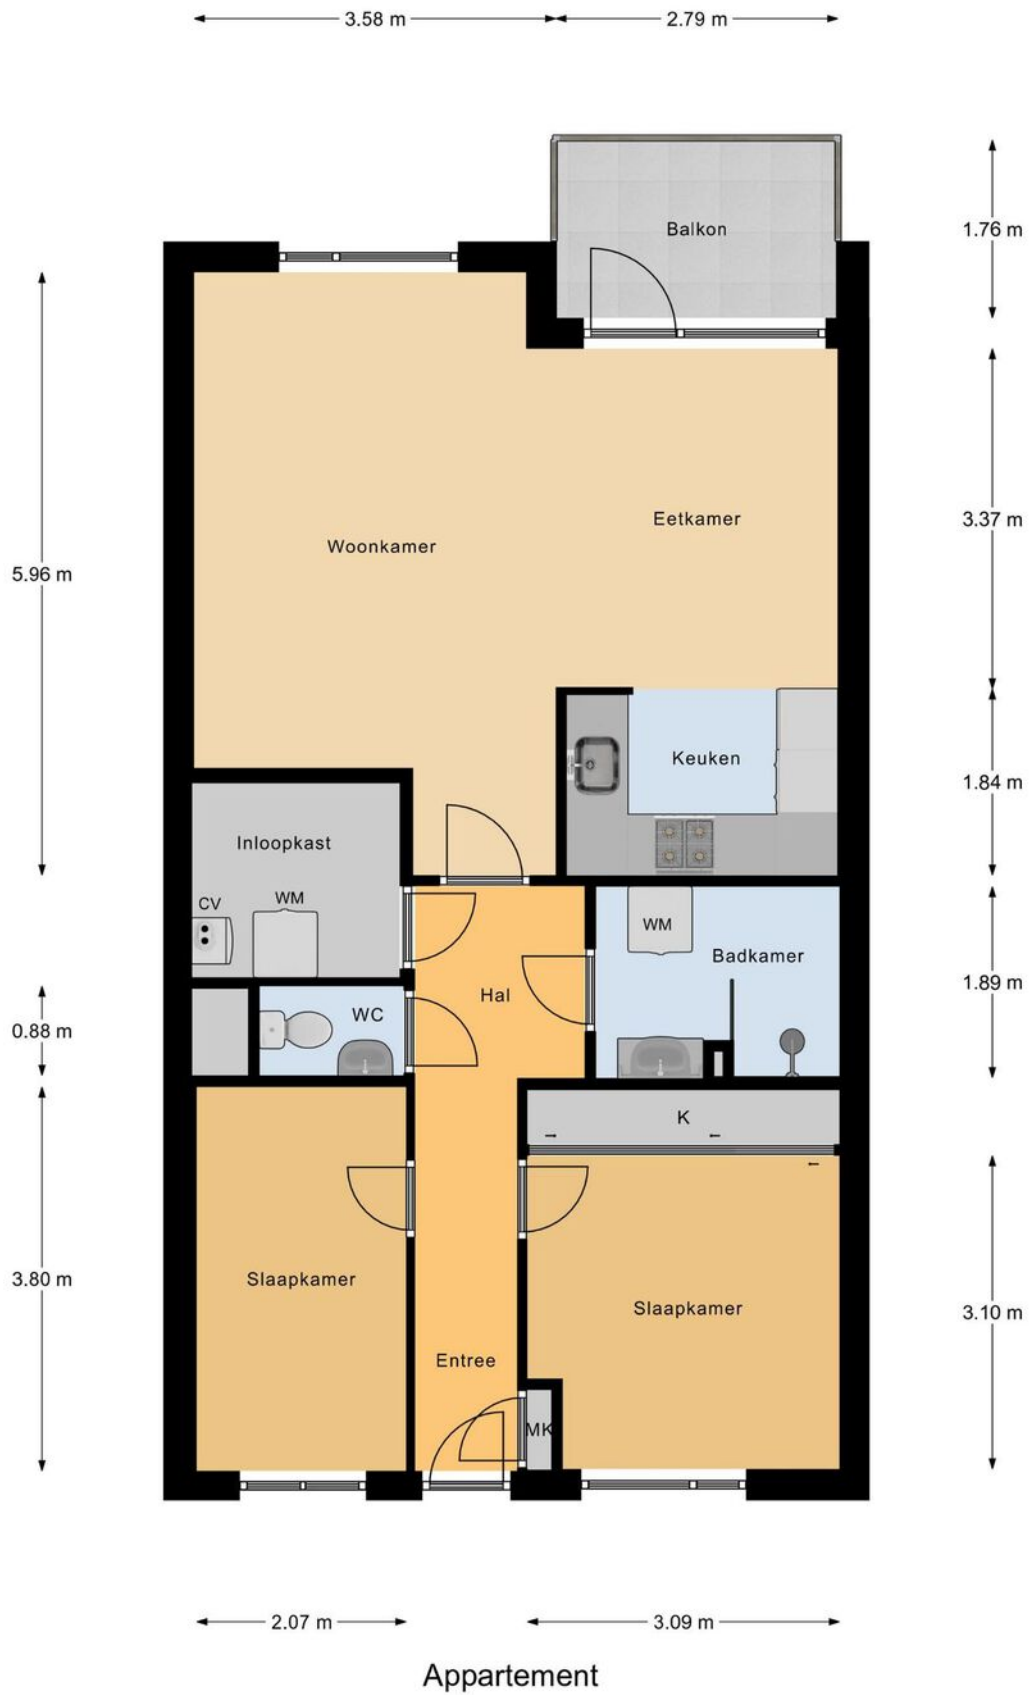 3.58 m
2.79 m
Balkon
1.76 m
Eetkamer
3.37 m
Woonkamer
5.96 m
Keuken
1.84 m
Inloopkast
CV
WM
WM
Badkamer
1.89 m
Hal
WC
0.88 m
K
Slaapkamer
3.80 m
Slaapkamer
3.10 m
Entree
MK
2.07 m
3.09 m
Appartement